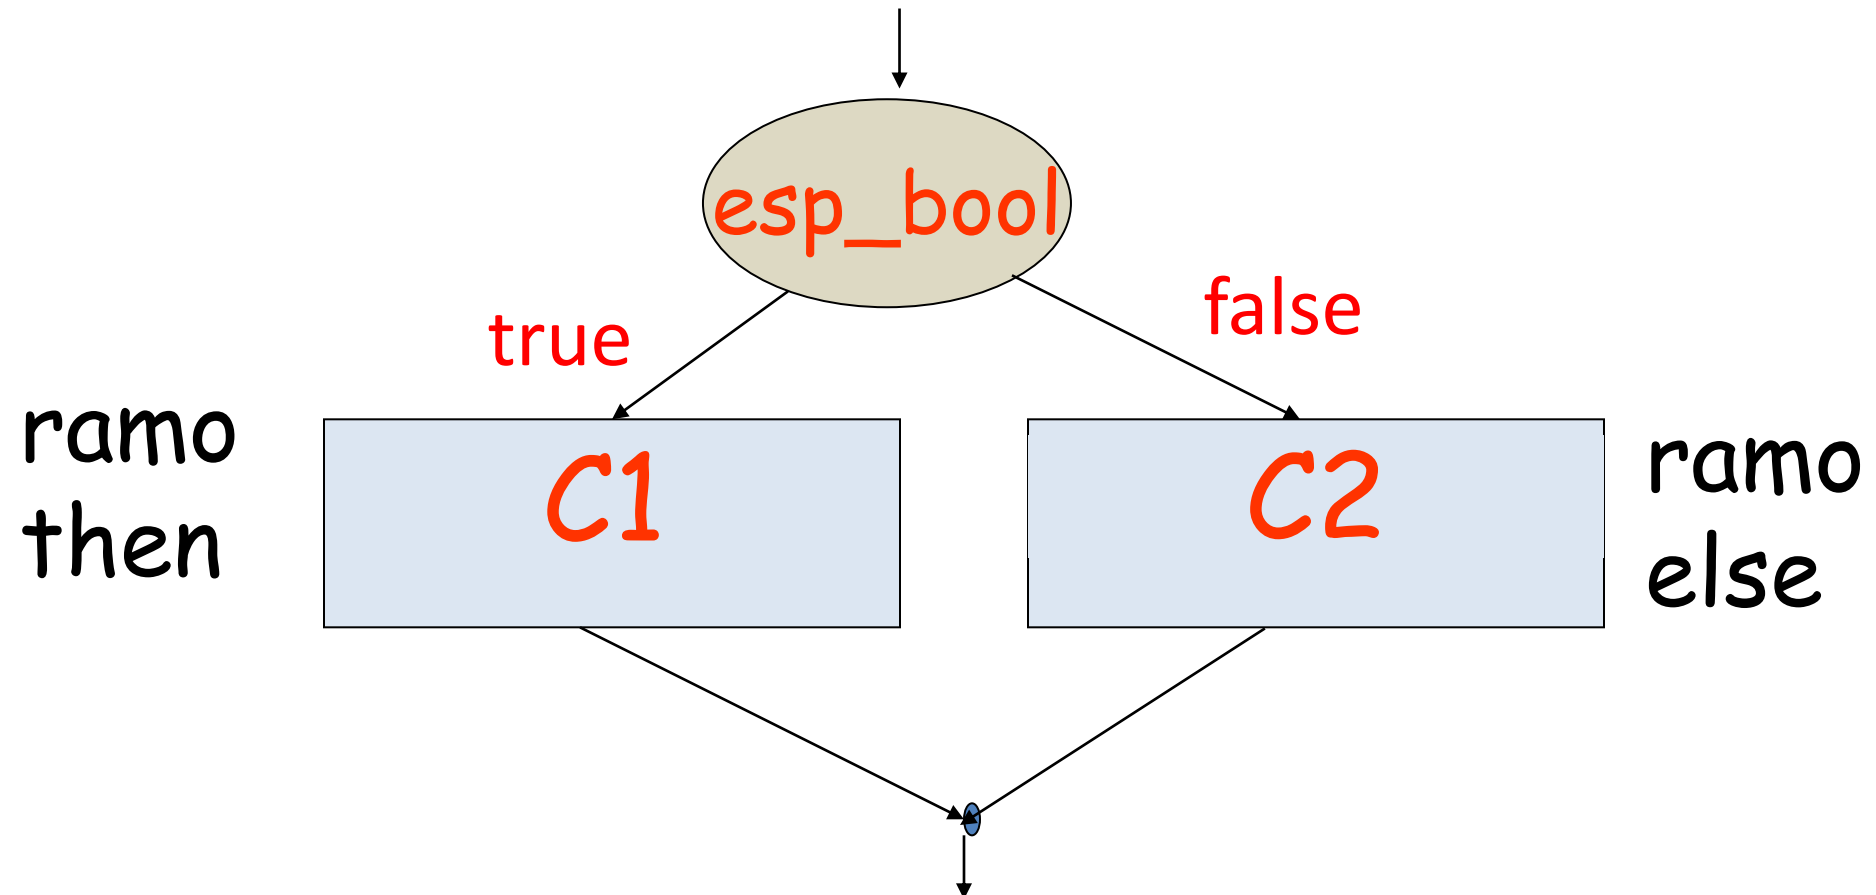 esp_bool
true
false
ramo
then
C1
C2
ramo
else